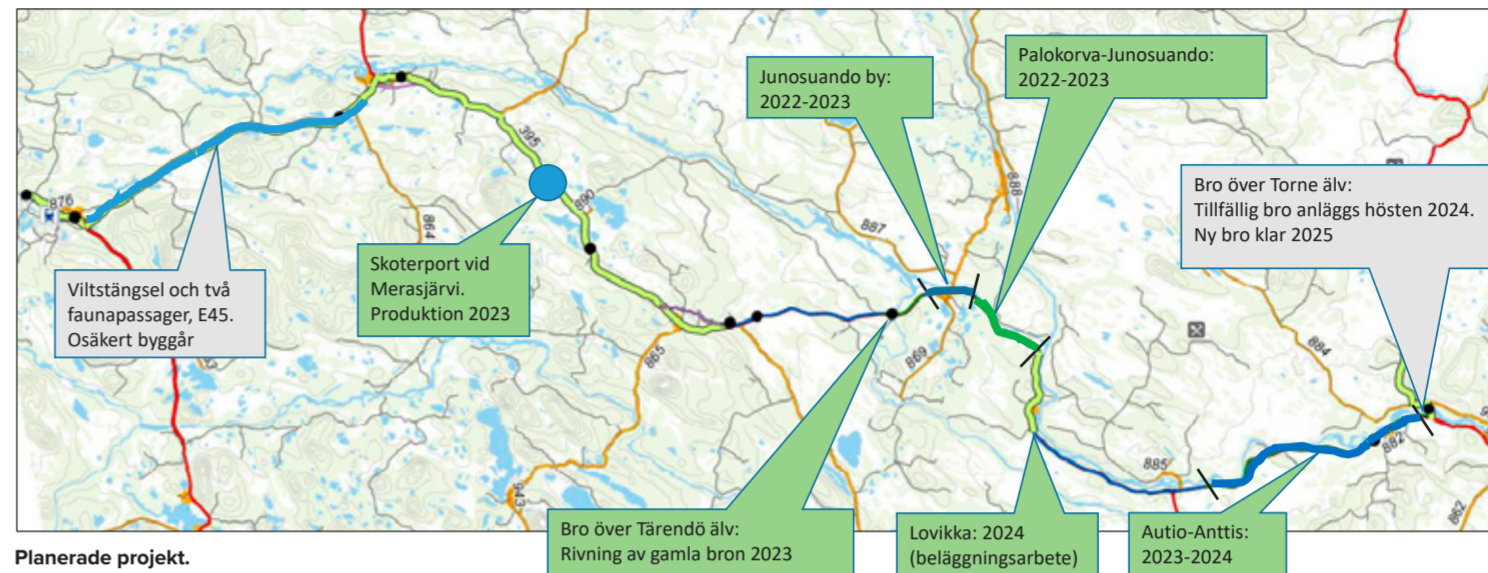 Junosuando by:
2022-2023
Palokorva-Junosuando:
2022-2023
Bro över Torne älv:
Tillfällig bro anläggs hösten 2024.
Ny bro klar 2025
Skoterport vid
Merasjärvi.
Produktion 2023
Viltstängsel och två
faunapassager, E45.
Osäkert byggår
Bro över Tärendö älv:
Rivning av gamla bron 2023
Lovikka: 2024
(beläggningsarbete)
Autio-Anttis:
2023-2024
876
395
890
864
865
943
887
888
869
885
884
882
862
Planerade projekt.